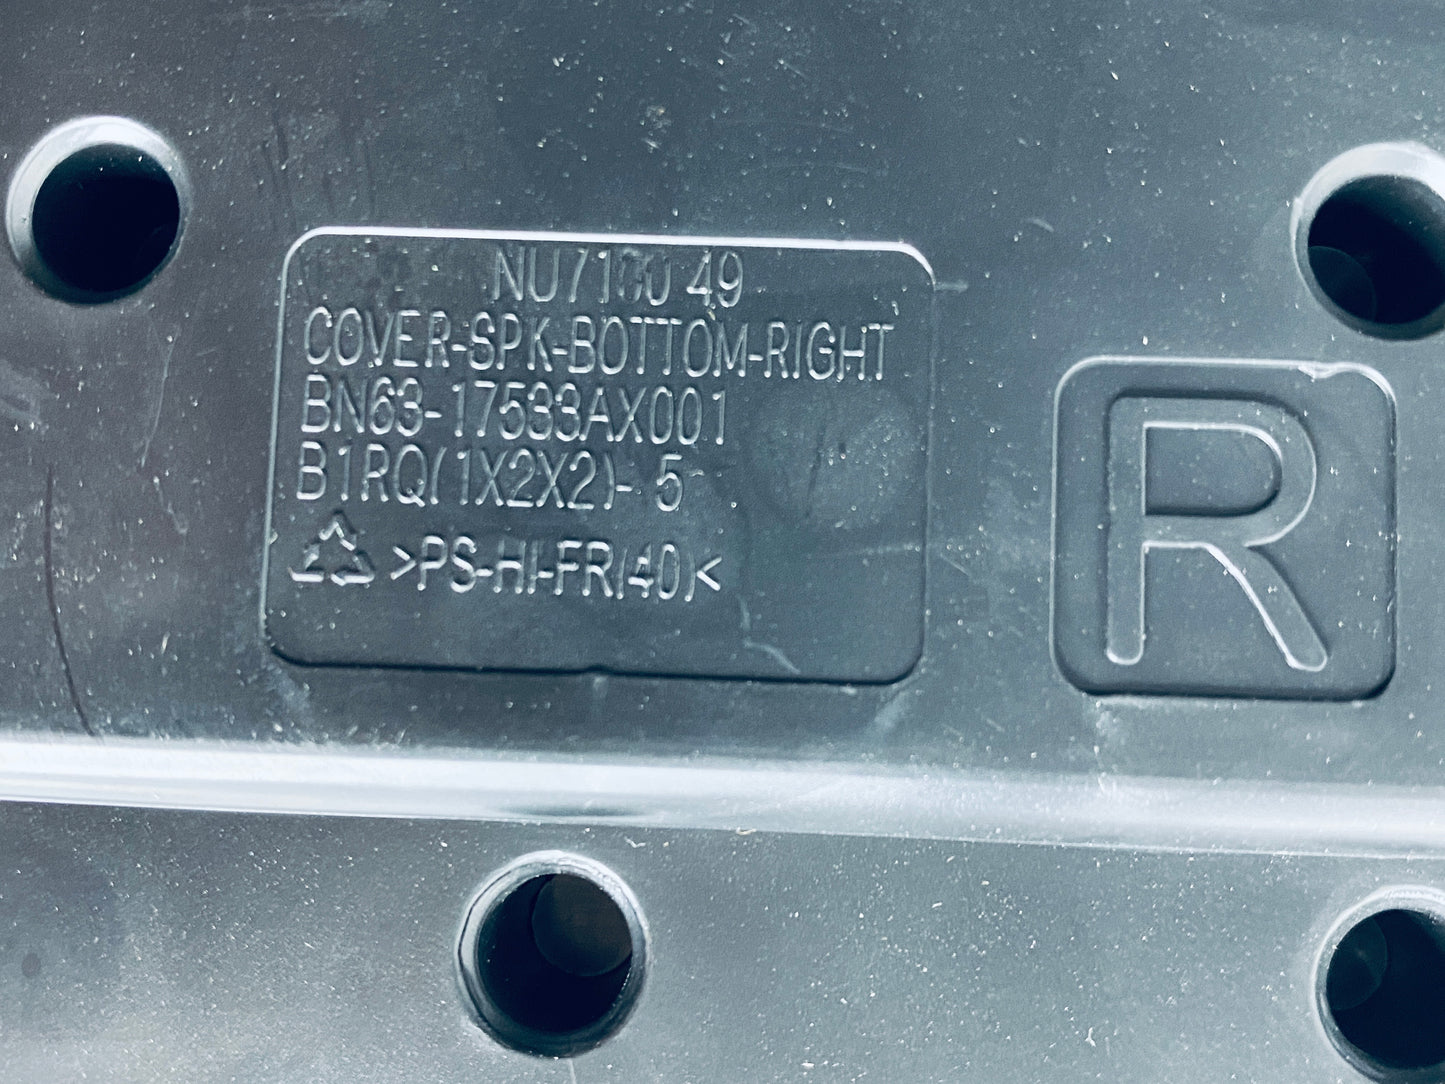 NU7100 49
COVER-SPK-BOTTOM-RIGHT
BN63-17533AX001
B1RQ(1X2X2)- 5
>PS-HI-FR(40)<
R